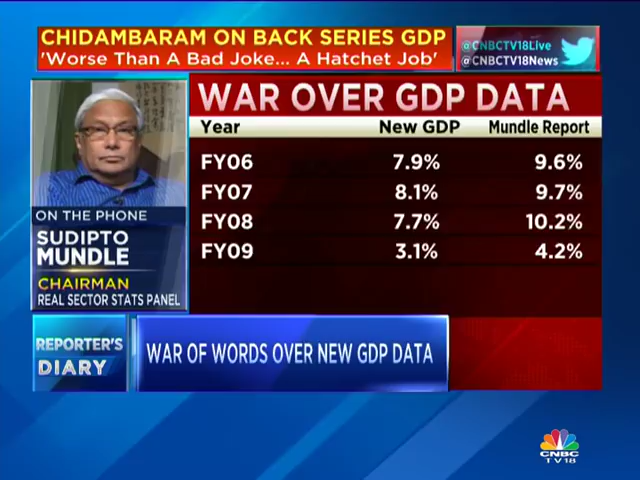 CHIDAMBARAM ON BACK SERIES GDP
'Worse Than A Bad Joke... A Hatchet Job'
@CNBCTV18Live
@CNBCTV18News
WAR OVER GDP DATA
Year New GDP Mundle Report
FY06 7.9% 9.6%
FY07 8.1% 9.7%
FY08 7.7% 10.2%
FY09 3.1% 4.2%
ON THE PHONE
SUDIPTO
MUNDLE
CHAIRMAN
REAL SECTOR STATS PANEL
REPORTER'S
DIARY
WAR OF WORDS OVER NEW GDP DATA
CNBC
TV18